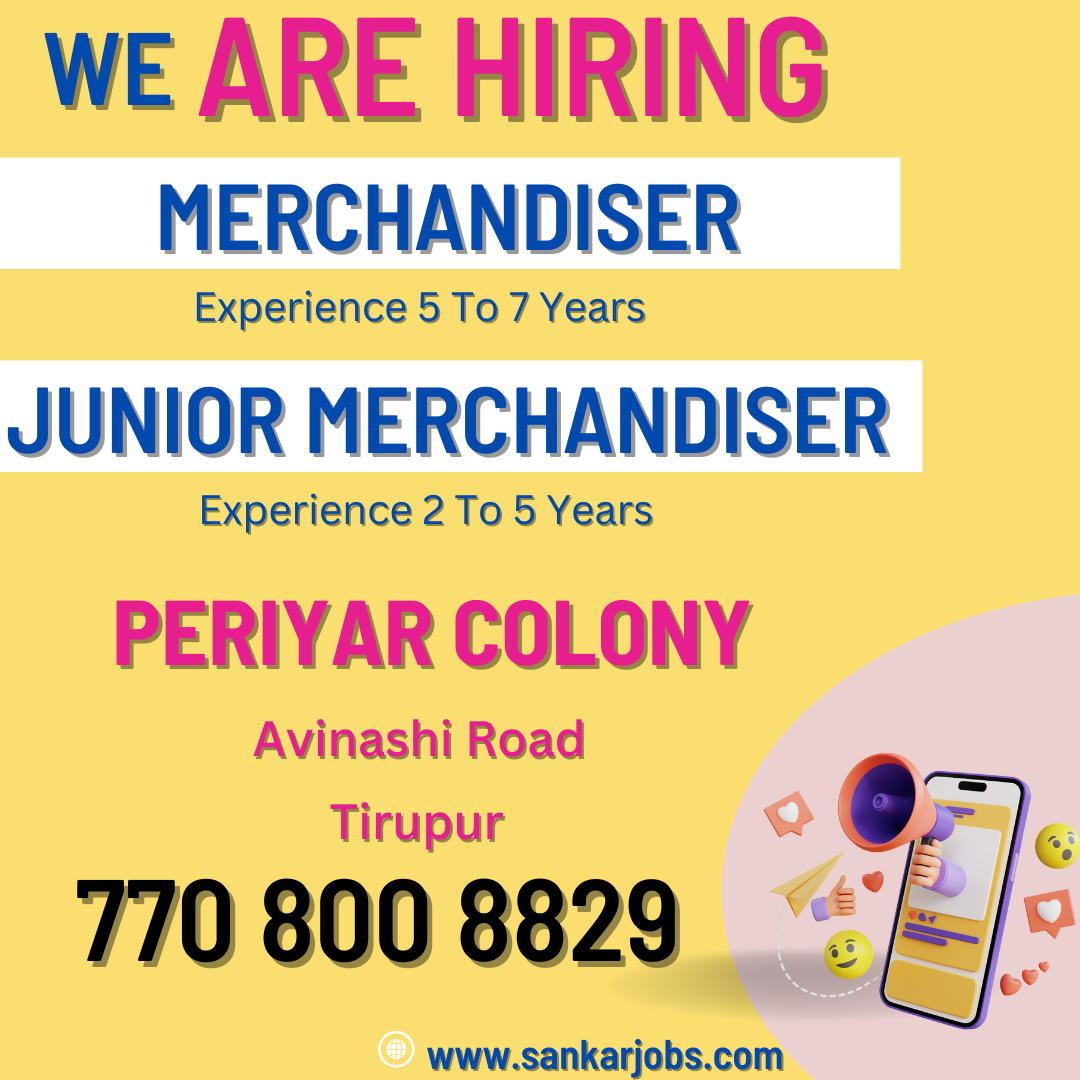 WE ARE HIRING
MERCHANDISER
Experience 5 To 7 Years
JUNIOR MERCHANDISER
Experience 2 To 5 Years
PERIYAR COLONY
Avinashi Road
Tirupur
770 800 8829
www.sankarjobs.com